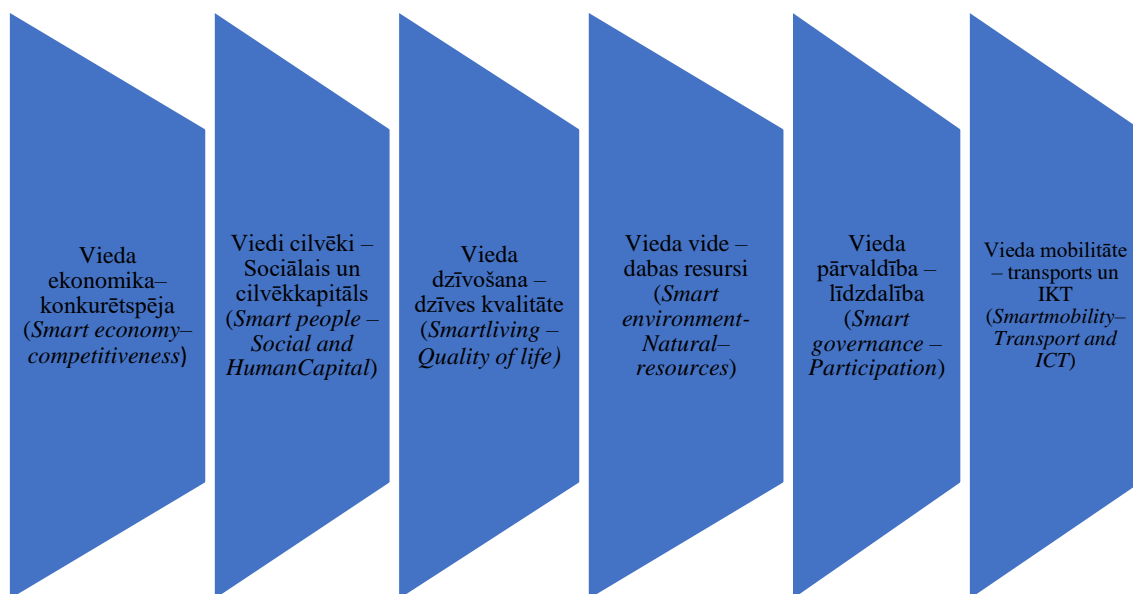 Vieda
ekonomika–
konkurētspēja
(Smart economy–
competitiveness)
Viedi cilvēki –
Sociālais un
cilvēkkapitāls
(Smart people –
Social and
HumanCapital)
Vieda
dzīvošana –
dzīves kvalitāte
(Smartliving –
Quality of life)
Vieda vide –
dabas resursi
(Smart
environment-
Natural–
resources)
Vieda
pārvaldība –
līdzdalība
(Smart
governance –
Participation)
Vieda mobilitāte
– transports un
IKT
(Smartmobility–
Transport and
ICT)